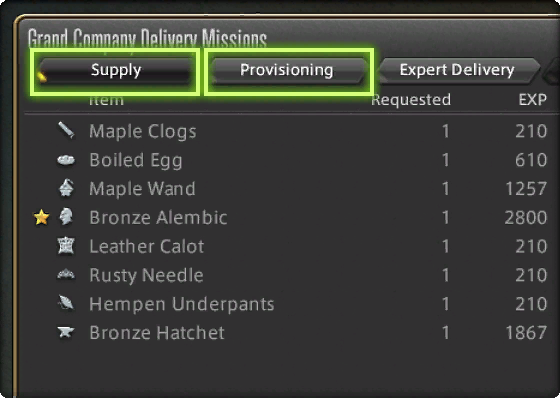 Grand Company Delivery Missions
Supply Provisioning Expert Delivery
Item Requested EXP
Maple Clogs 1 210
Boiled Egg 1 610
Maple Wand 1 1257
Bronze Alembic 1 2800
Leather Calot 1 210
Rusty Needle 1 210
Hempen Underpants 1 210
Bronze Hatchet 1 1867